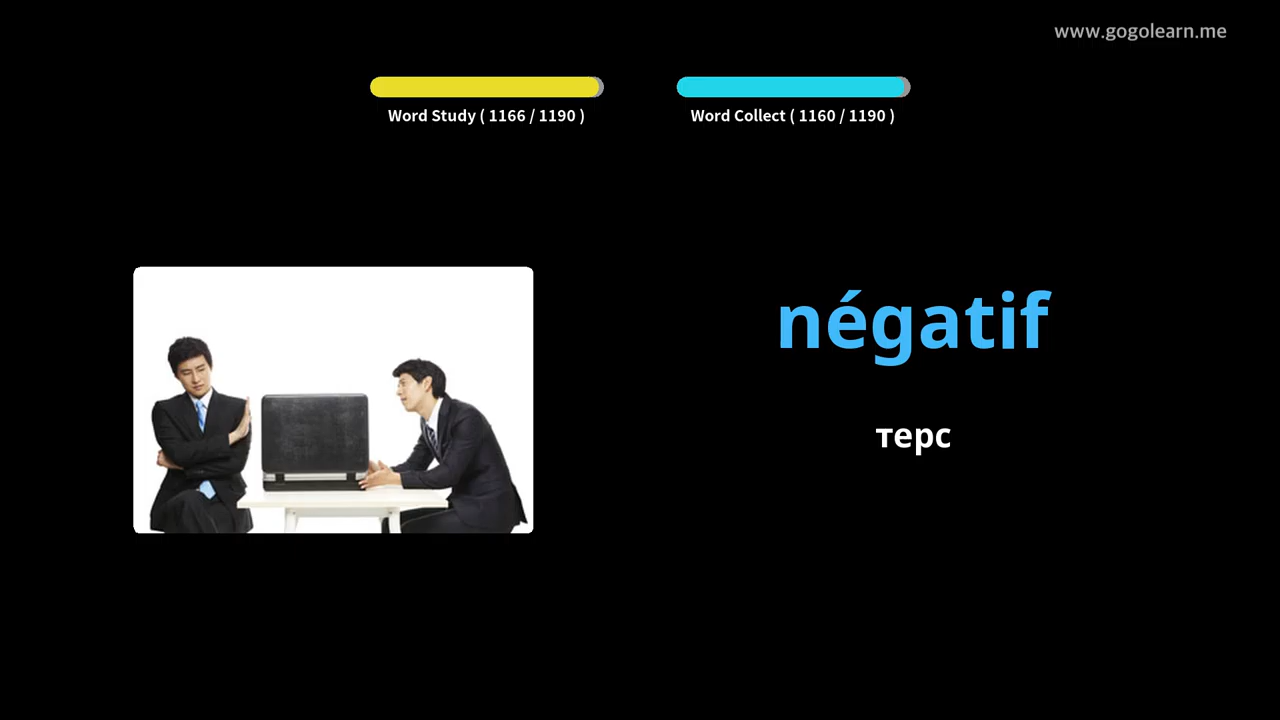 www.gogolearn.me
Word Study ( 1166 / 1190 )
Word Collect ( 1160 / 1190 )
négatif
терс